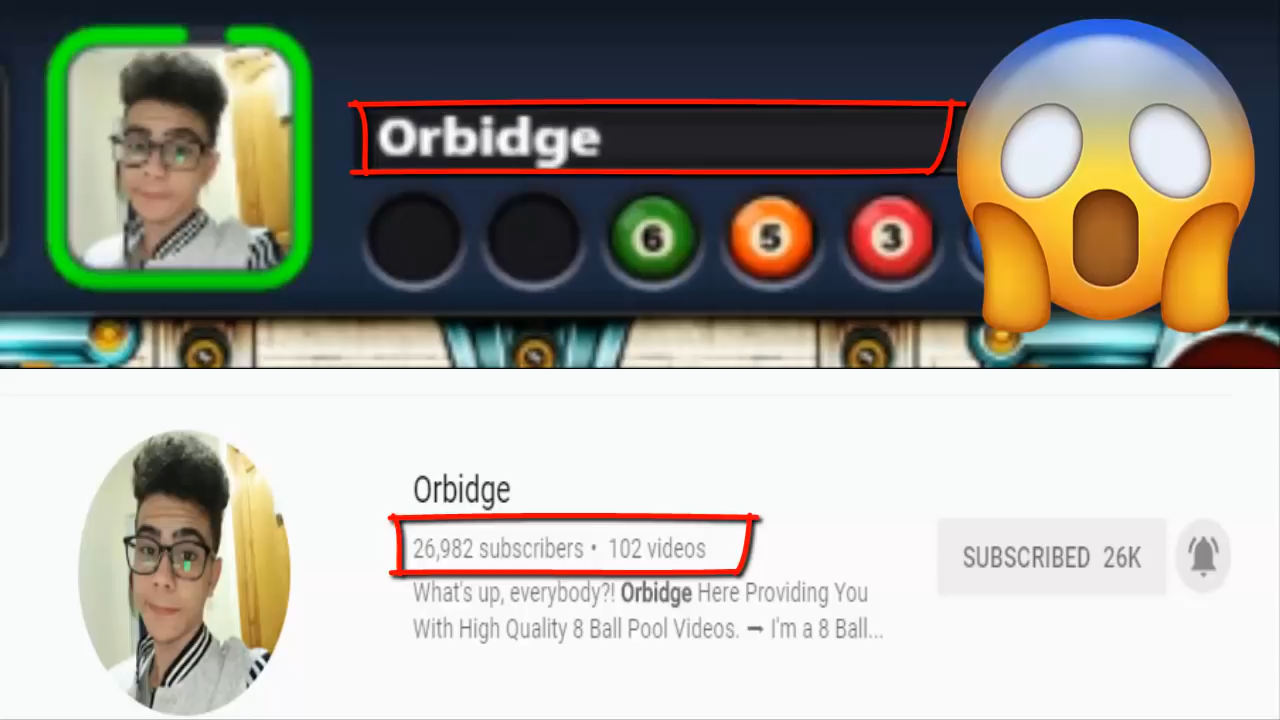 Orbidge
6 5 3
Orbidge
26,982 subscribers • 102 videos
SUBSCRIBED 26K
What's up, everybody?! Orbidge Here Providing You
With High Quality 8 Ball Pool Videos. ➞ I'm a 8 Ball...